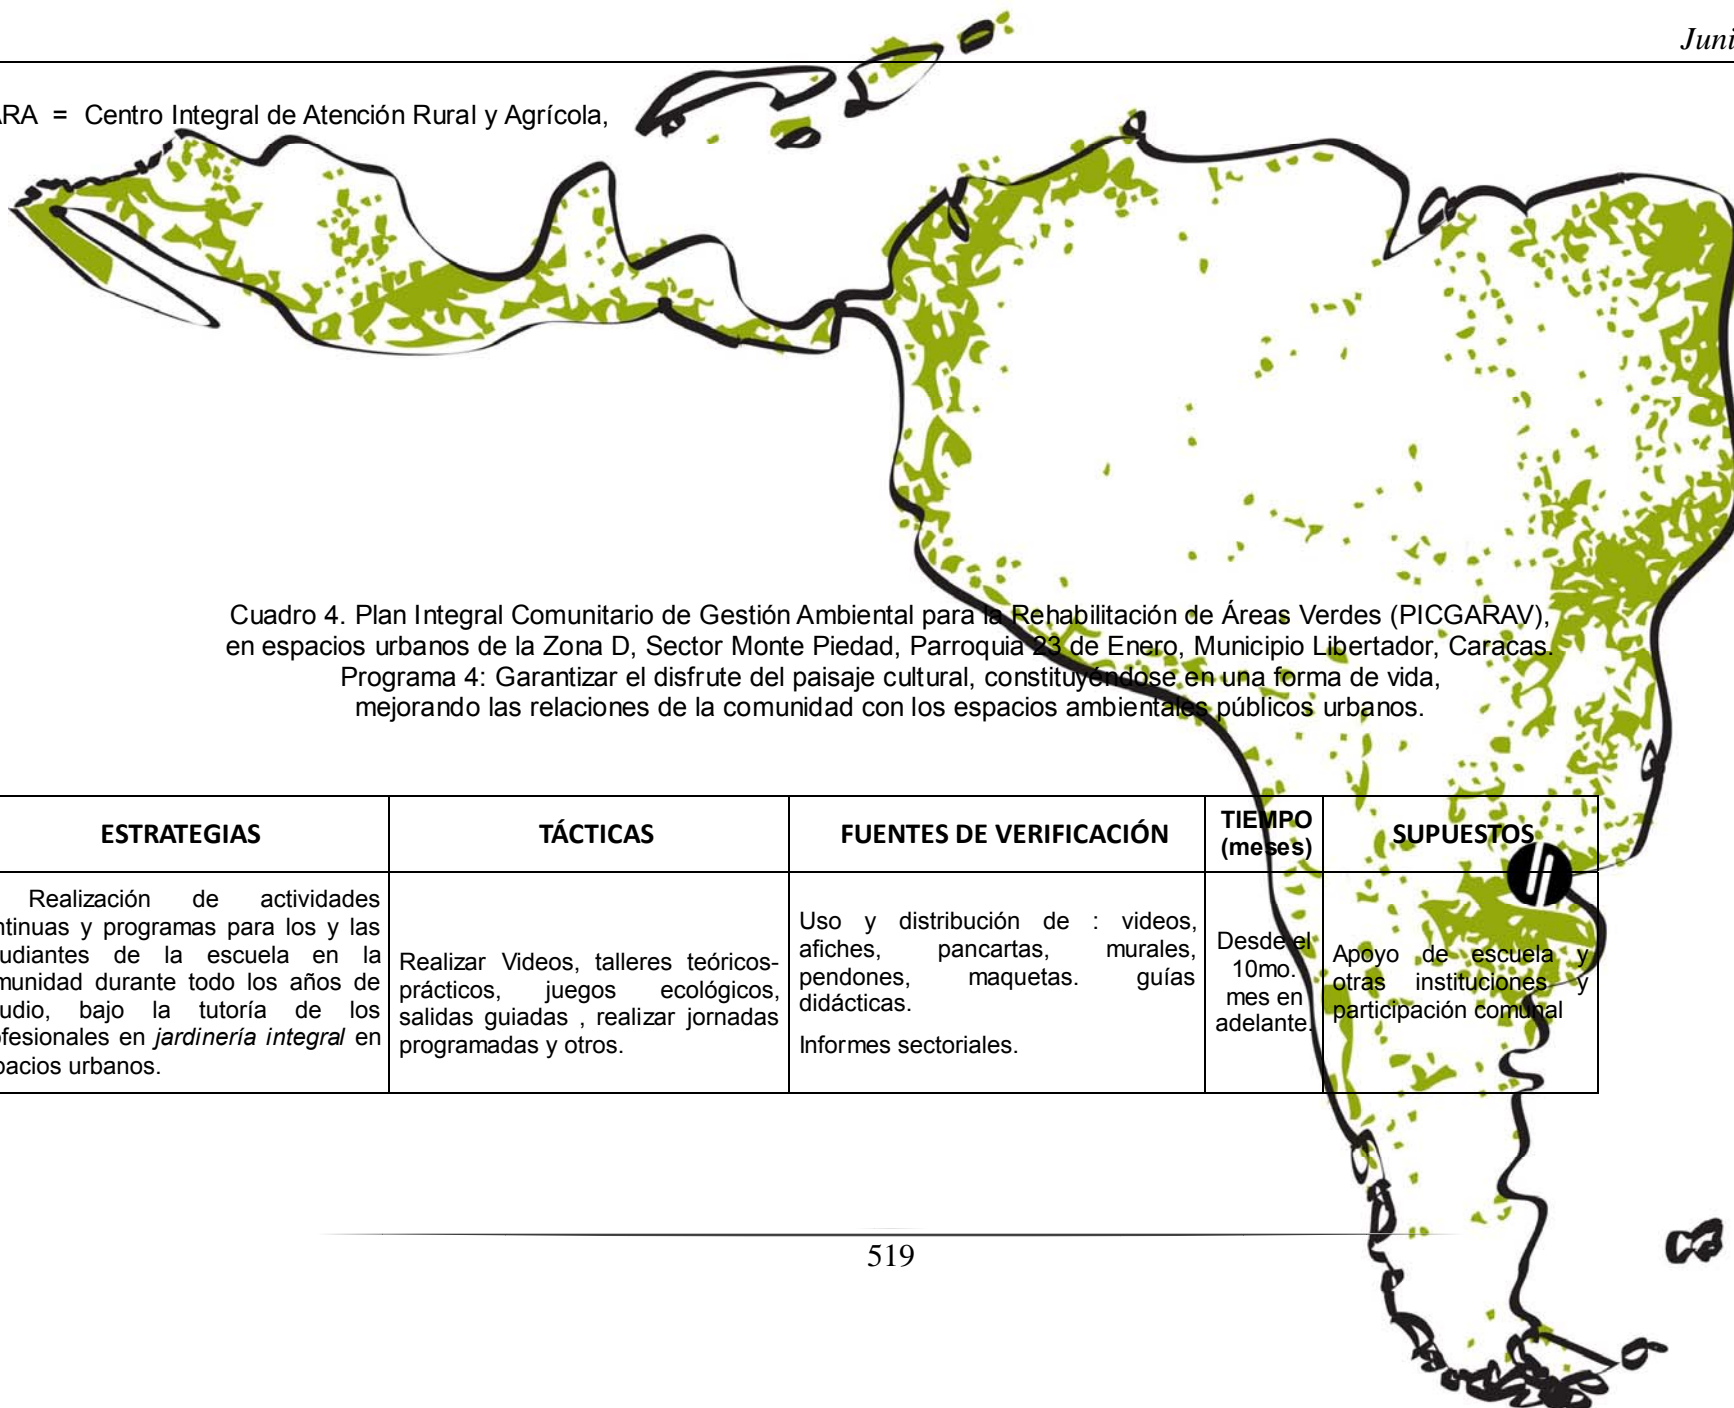 Juni
ARA = Centro Integral de Atención Rural y Agrícola,
Cuadro 4. Plan Integral Comunitario de Gestión Ambiental para la Rehabilitación de Áreas Verdes (PICGARAV),
en espacios urbanos de la Zona D, Sector Monte Piedad, Parroquia 23 de Enero, Municipio Libertador, Caracas.
Programa 4: Garantizar el disfrute del paisaje cultural, constituyéndose en una forma de vida,
mejorando las relaciones de la comunidad con los espacios ambientales públicos urbanos.
ESTRATEGIAS
TÁCTICAS
FUENTES DE VERIFICACIÓN
TIEMPO
(meses)
SUPUESTOS
Realización de actividades
ntinuas y programas para los y las
tudiantes de la escuela en la
munidad durante todo los años de
tudio, bajo la tutoría de los
ofesionales en jardinería integral en
pacios urbanos.
Realizar Videos, talleres teóricos-
prácticos, juegos ecológicos,
salidas guiadas , realizar jornadas
programadas y otros.
Uso y distribución de : videos,
afiches, pancartas, murales,
pendones, maquetas. guías
didácticas.
Informes sectoriales.
Desde el
10mo.
mes en
adelante.
Apoyo de escuela y
otras instituciones y
participación comunal
519